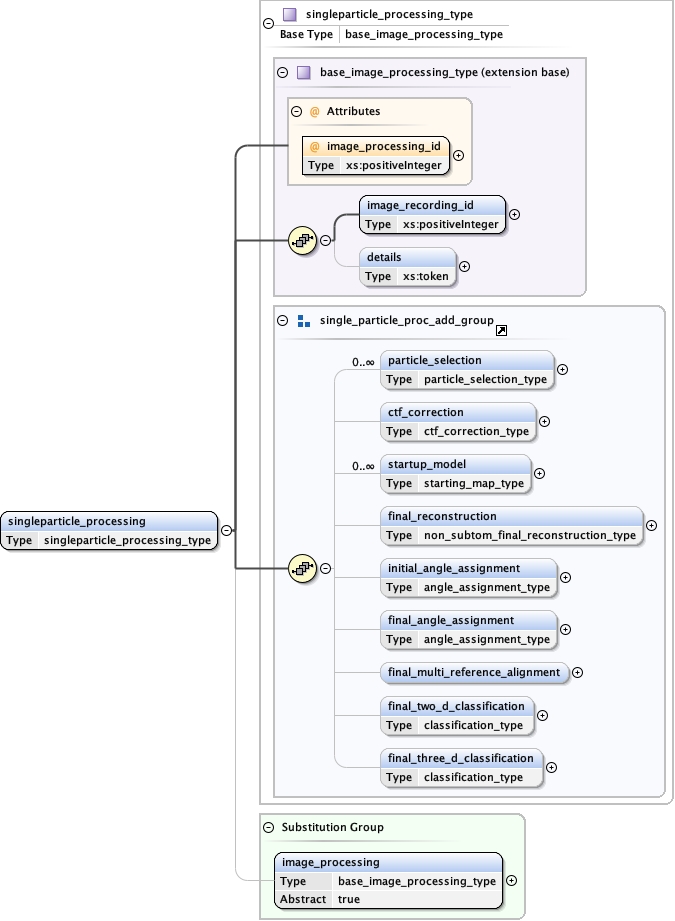 singleparticle_processing_type
Base Type base_image_processing_type
base_image_processing_type (extension base)
@ Attributes
@ image_processing_id
Type xs:positiveInteger
image_recording_id
Type xs:positiveInteger
details
Type xs:token
single_particle_proc_add_group
0..∞ particle_selection
Type particle_selection_type
ctf_correction
Type ctf_correction_type
0..∞ startup_model
Type starting_map_type
final_reconstruction
Type non_subtom_final_reconstruction_type
singleparticle_processing
Type singleparticle_processing_type
initial_angle_assignment
Type angle_assignment_type
final_angle_assignment
Type angle_assignment_type
final_multi_reference_alignment
final_two_d_classification
Type classification_type
final_three_d_classification
Type classification_type
Substitution Group
image_processing
Type base_image_processing_type
Abstract true